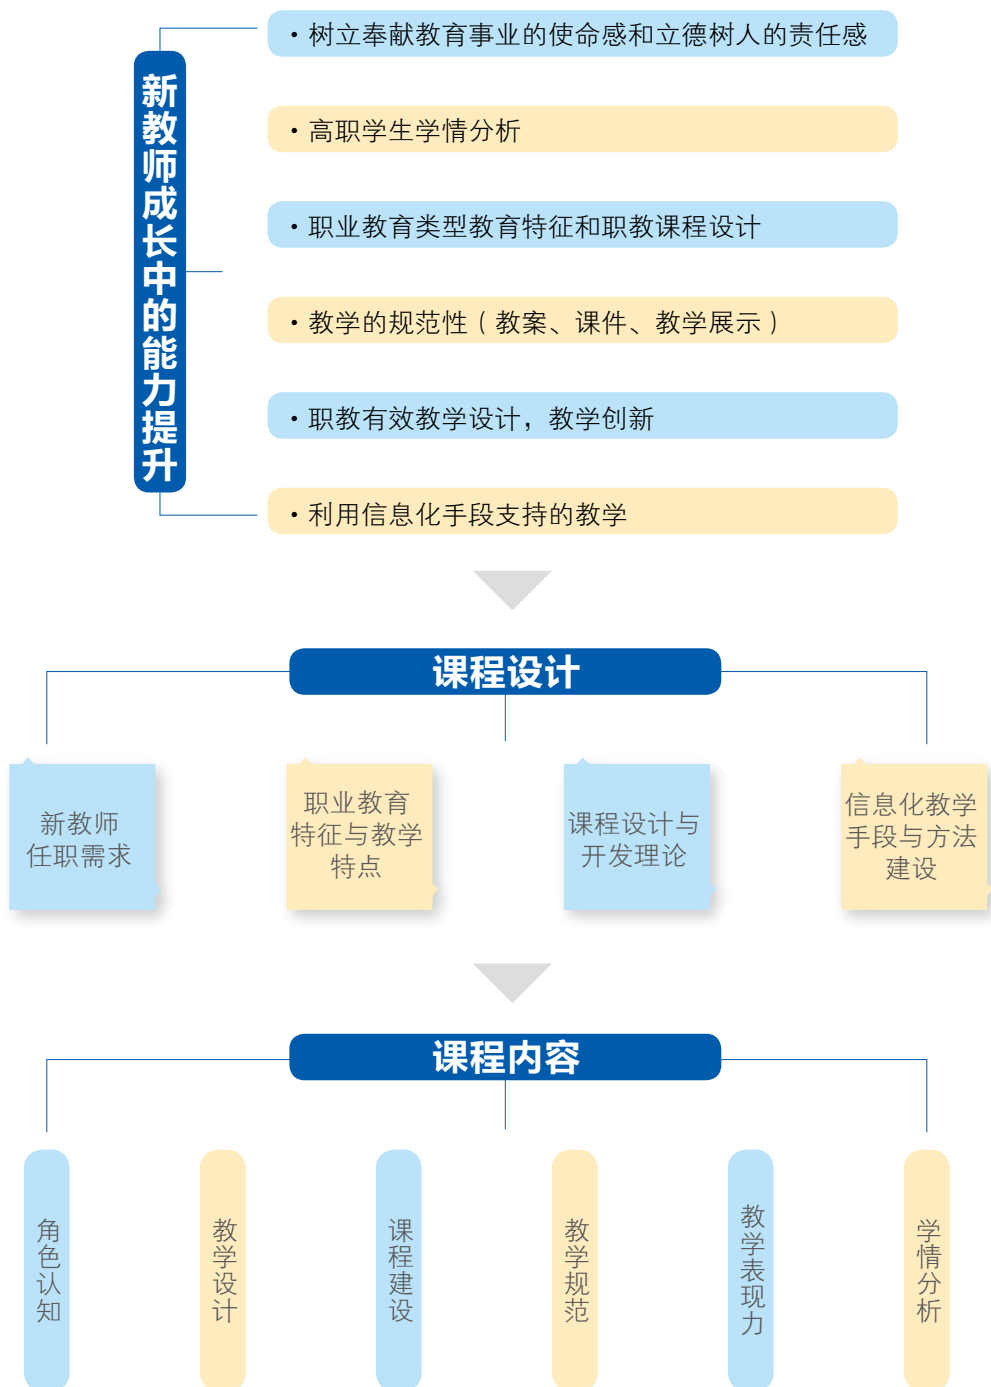 新教师成长中的能力提升
·树立奉献教育事业的使命感和立德树人的责任感
·高职学生学情分析
·职业教育类型教育特征和职教课程设计
·教学的规范性（教案、课件、教学展示）
·职教有效教学设计，教学创新
·利用信息化手段支持的教学
课程设计
新教师
任职需求
职业教育
特征与教学
特点
课程设计与
开发理论
信息化教学
手段与方法
建设
课程内容
角色认知
教学设计
课程建设
教学规范
教学表现力
学情分析